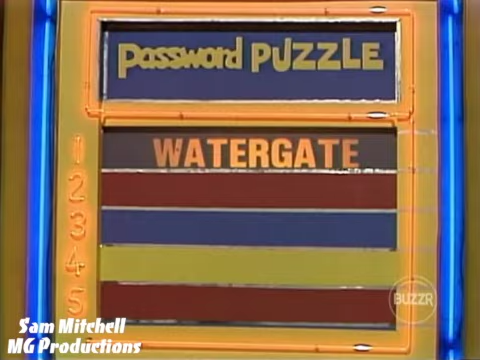 Password PUZZLE
WATERGATE
1
2
3
4
5
BUZZR
Sam Mitchell
MG Productions